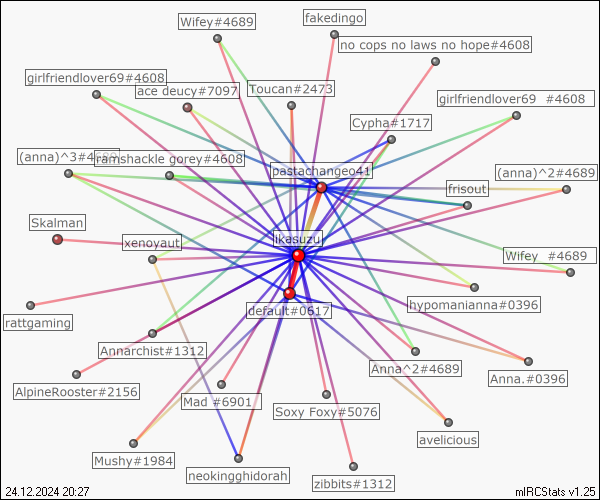 fakedingo
Wifey#4689
no cops no laws no hope#4608
girlfriendlover69#4608
ace deucy#7097
Toucan#2473
girlfriendlover69 #4608
Cypha#1717
(anna)^3#4689
ramshackle gorey#4608
pastachangeo41
(anna)^2#4689
frisout
Skalman
ikasuzu
xenoyaut
Wifey #4689
default#0617
hypomanianna#0396
rattgaming
Annarchist#1312
Anna^2#4689
Anna.#0396
AlpineRooster#2156
Mad #6901
Soxy Foxy#5076
avelicious
Mushy#1984
neokingghidorah
zibbits#1312
24.12.2024 20:27
mIRCStats v1.25